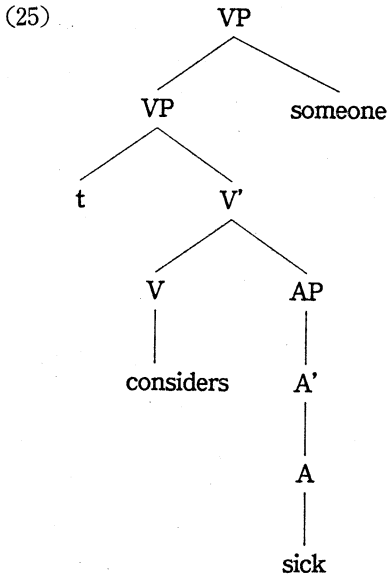 (25) VP
VP someone
t V'
V AP
considers A'
A
sick